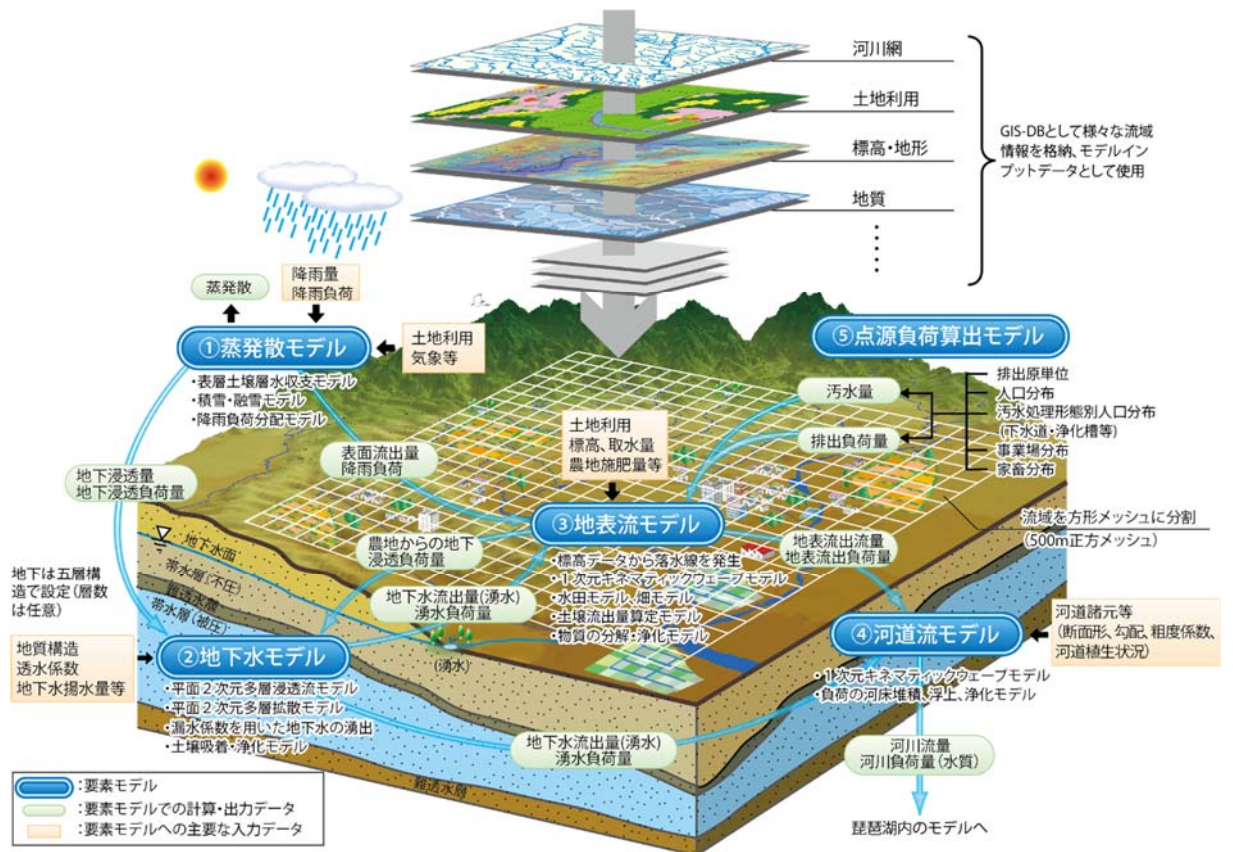 河川網
土地利用
標高・地形
地質
GIS-DBとして様々な流域
情報を格納、モデルイン
プットデータとして使用
蒸発散
降雨量
降雨負荷
①蒸発散モデル
・表層土壌層水収支モデル
・積雪・融雪モデル
・降雨負荷分配モデル
土地利用
気象等
⑤点源負荷算出モデル
汚水量
排出負荷量
排出原単位
人口分布
汚水処理形態別人口分布
(下水道・浄化槽等)
事業場分布
家畜分布
土地利用
標高、取水量
農地施肥量等
表面流出量
降雨負荷
地下浸透量
地下浸透負荷量
③地表流モデル
・標高データから落水線を発生
・1次元キネマティックウェーブモデル
・水田モデル、畑モデル
・土壌流出量算定モデル
・物質の分解・浄化モデル
流域を方形メッシュに分割
(500m正方メッシュ)
農地からの地下
浸透負荷量
地表流出流量
地表流出負荷量
地下水流出量(湧水)
湧水負荷量
地下水面
帯水層(不圧)
難透水層
帯水層(被圧)
地下は五層構
造で設定(層数
は任意)
地質構造
透水係数
地下水揚水量等
②地下水モデル
・平面2次元多層浸透流モデル
・平面2次元多層拡散モデル
・漏水係数を用いた地下水の湧出
・土壌吸着・浄化モデル
(湧水)
④河道流モデル
・1次元キネマティックウェーブモデル
・負荷の河床堆積、浮上、浄化モデル
河道諸元等
(断面形、勾配、粗度係数、
河道植生状況)
地下水流出量(湧水)
湧水負荷量
河川流量
河川負荷量(水質)
難透水層
琵琶湖内のモデルへ
:要素モデル
:要素モデルでの計算・出力データ
:要素モデルへの主要な入力データ